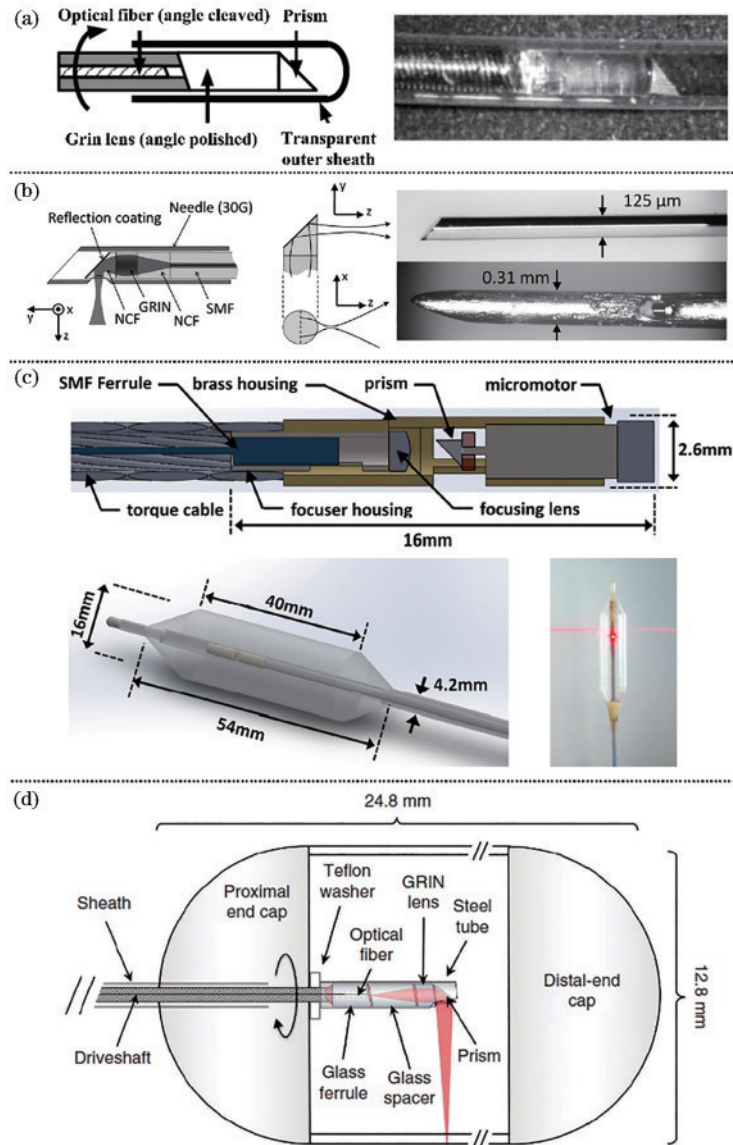 (a)
Optical fiber (angle cleaved)
Prism
Grin lens (angle polished)
Transparent
outer sheath
(b)
Reflection coating
Needle (30G)
NCF
GRIN
NCF
SMF
y
x
z
y
z
x
z
125 μm
0.31 mm
(c)
SMF Ferrule
brass housing
prism
micromotor
2.6mm
torque cable
focuser housing
focusing lens
16mm
16mm
40mm
4.2mm
54mm
(d)
24.8 mm
Sheath
Proximal
end cap
Teflon
washer
Optical
fiber
GRIN
lens
Steel
tube
Distal-end
cap
12.8 mm
Driveshaft
Glass
ferrule
Glass
spacer
Prism